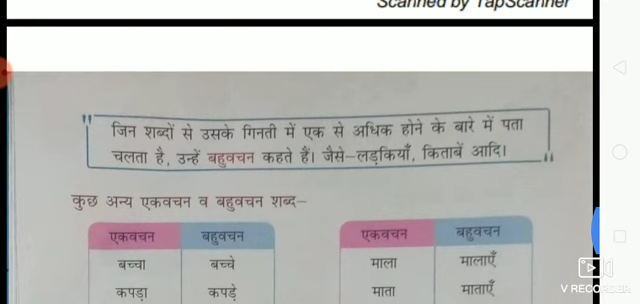 Scanned by TapScanner
जिन शब्दों से उसके गिनती में एक से अधिक होने के बारे में पता
चलता है, उन्हें बहुवचन कहते हैं। जैसे–लड़कियाँ, किताबें आदि।
कुछ अन्य एकवचन व बहुवचन शब्द–
एकवचन बहुवचन एकवचन बहुवचन
बच्चा बच्चे माला मालाएँ
कपड़ा कपड़े माता माताएँ
V RECORDER